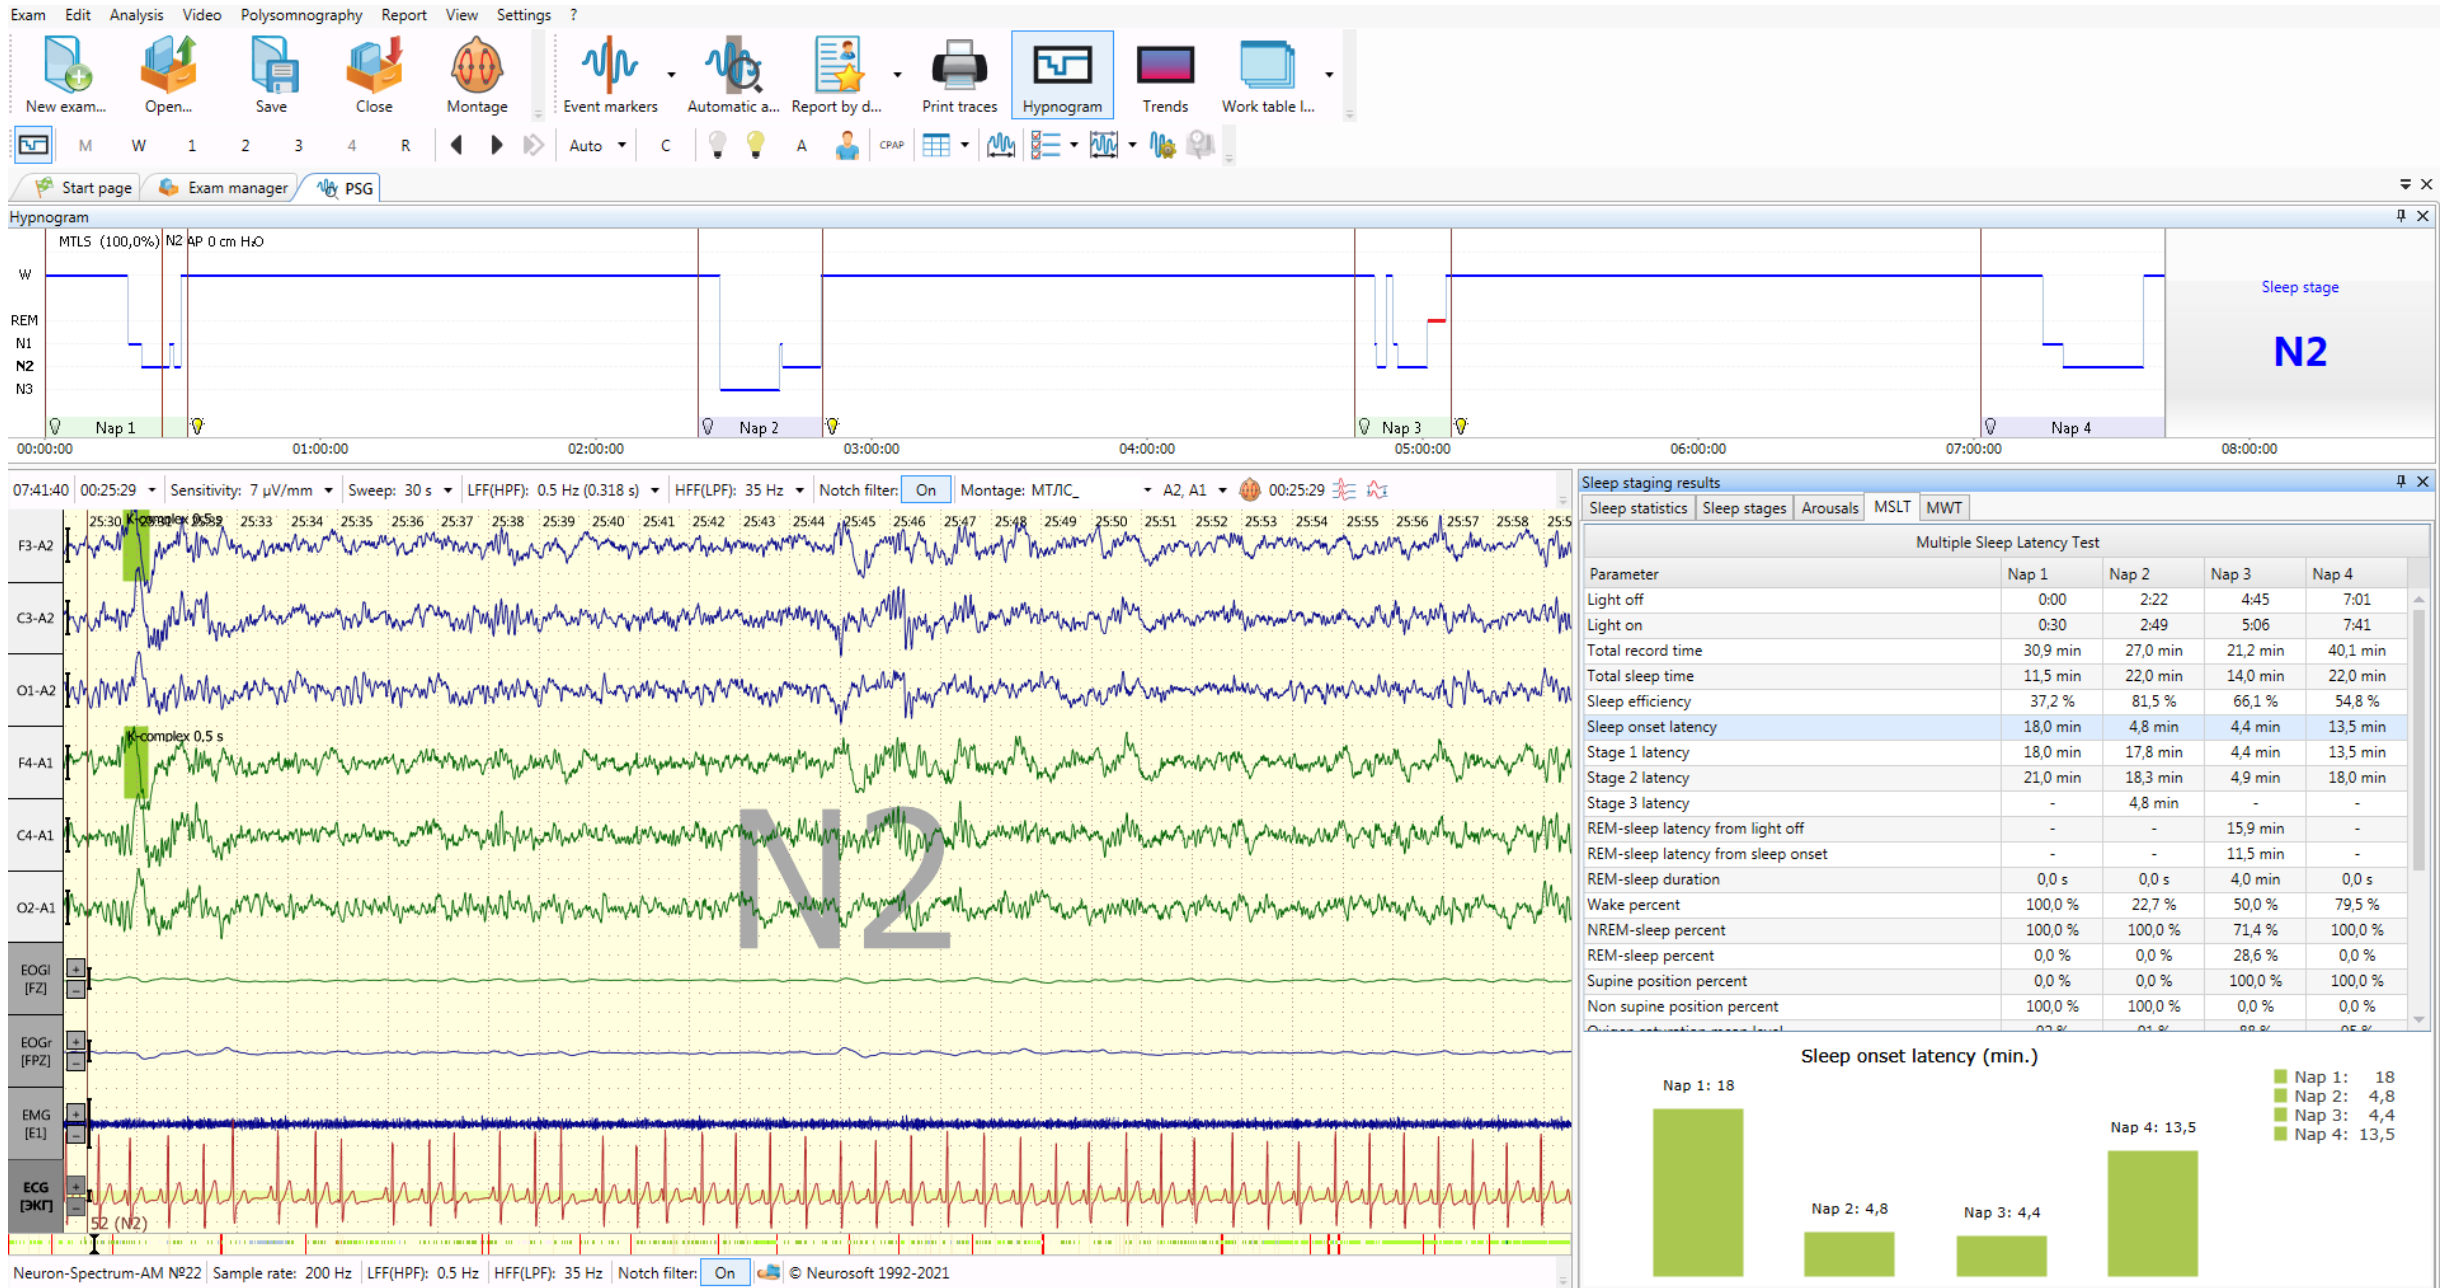 Exam Edit Analysis Video Polysomnography Report View Settings ?
New exam... Open... Save Close Montage Event markers Automatic a... Report by d... Print traces Hypnogram Trends Work table l...
M W 1 2 3 4 R Auto C A CPAP
Start page Exam manager PSG
Hypnogram
MTLS (100,0%) N2 AP 0 cm H₂O
W
REM
N1
N2
N3
Sleep stage
N2
Nap 1 Nap 2 Nap 3 Nap 4
00:00:00 01:00:00 02:00:00 03:00:00 04:00:00 05:00:00 06:00:00 07:00:00 08:00:00
07:41:40 00:25:29 Sensitivity: 7 µV/mm Sweep: 30 s LFF(HPF): 0.5 Hz (0.318 s) HFF(LPF): 35 Hz Notch filter: On Montage: МТЛС_ A2, A1 00:25:29
25:30 K-complex 0,5 s 25:33 25:34 25:35 25:36 25:37 25:38 25:39 25:40 25:41 25:42 25:43 25:44 25:45 25:46 25:47 25:48 25:49 25:50 25:51 25:52 25:53 25:54 25:55 25:56 25:57 25:58
F3-A2
C3-A2
O1-A2
K-complex 0,5 s
F4-A1
C4-A1
O2-A1
N2
EOGl
[FZ]
EOGr
[FPZ]
EMG
[E1]
ECG
[ЭКГ]
52 (N2)
Neuron-Spectrum-AM №22 Sample rate: 200 Hz LFF(HPF): 0.5 Hz HFF(LPF): 35 Hz Notch filter: On © Neurosoft 1992-2021
Sleep staging results
Sleep statistics Sleep stages Arousals MSLT MWT
Multiple Sleep Latency Test
Parameter Nap 1 Nap 2 Nap 3 Nap 4
Light off 0:00 2:22 4:45 7:01
Light on 0:30 2:49 5:06 7:41
Total record time 30,9 min 27,0 min 21,2 min 40,1 min
Total sleep time 11,5 min 22,0 min 14,0 min 22,0 min
Sleep efficiency 37,2 % 81,5 % 66,1 % 54,8 %
Sleep onset latency 18,0 min 4,8 min 4,4 min 13,5 min
Stage 1 latency 18,0 min 17,8 min 4,4 min 13,5 min
Stage 2 latency 21,0 min 18,3 min 4,9 min 18,0 min
Stage 3 latency - 4,8 min - -
REM-sleep latency from light off - - 15,9 min -
REM-sleep latency from sleep onset - - 11,5 min -
REM-sleep duration 0,0 s 0,0 s 4,0 min 0,0 s
Wake percent 100,0 % 22,7 % 50,0 % 79,5 %
NREM-sleep percent 100,0 % 100,0 % 71,4 % 100,0 %
REM-sleep percent 0,0 % 0,0 % 28,6 % 0,0 %
Supine position percent 0,0 % 0,0 % 100,0 % 100,0 %
Non supine position percent 100,0 % 100,0 % 0,0 % 0,0 %
Sleep onset latency (min.)
Nap 1: 18
Nap 2: 4,8
Nap 3: 4,4
Nap 4: 13,5
Nap 1: 18
Nap 2: 4,8
Nap 3: 4,4
Nap 4: 13,5